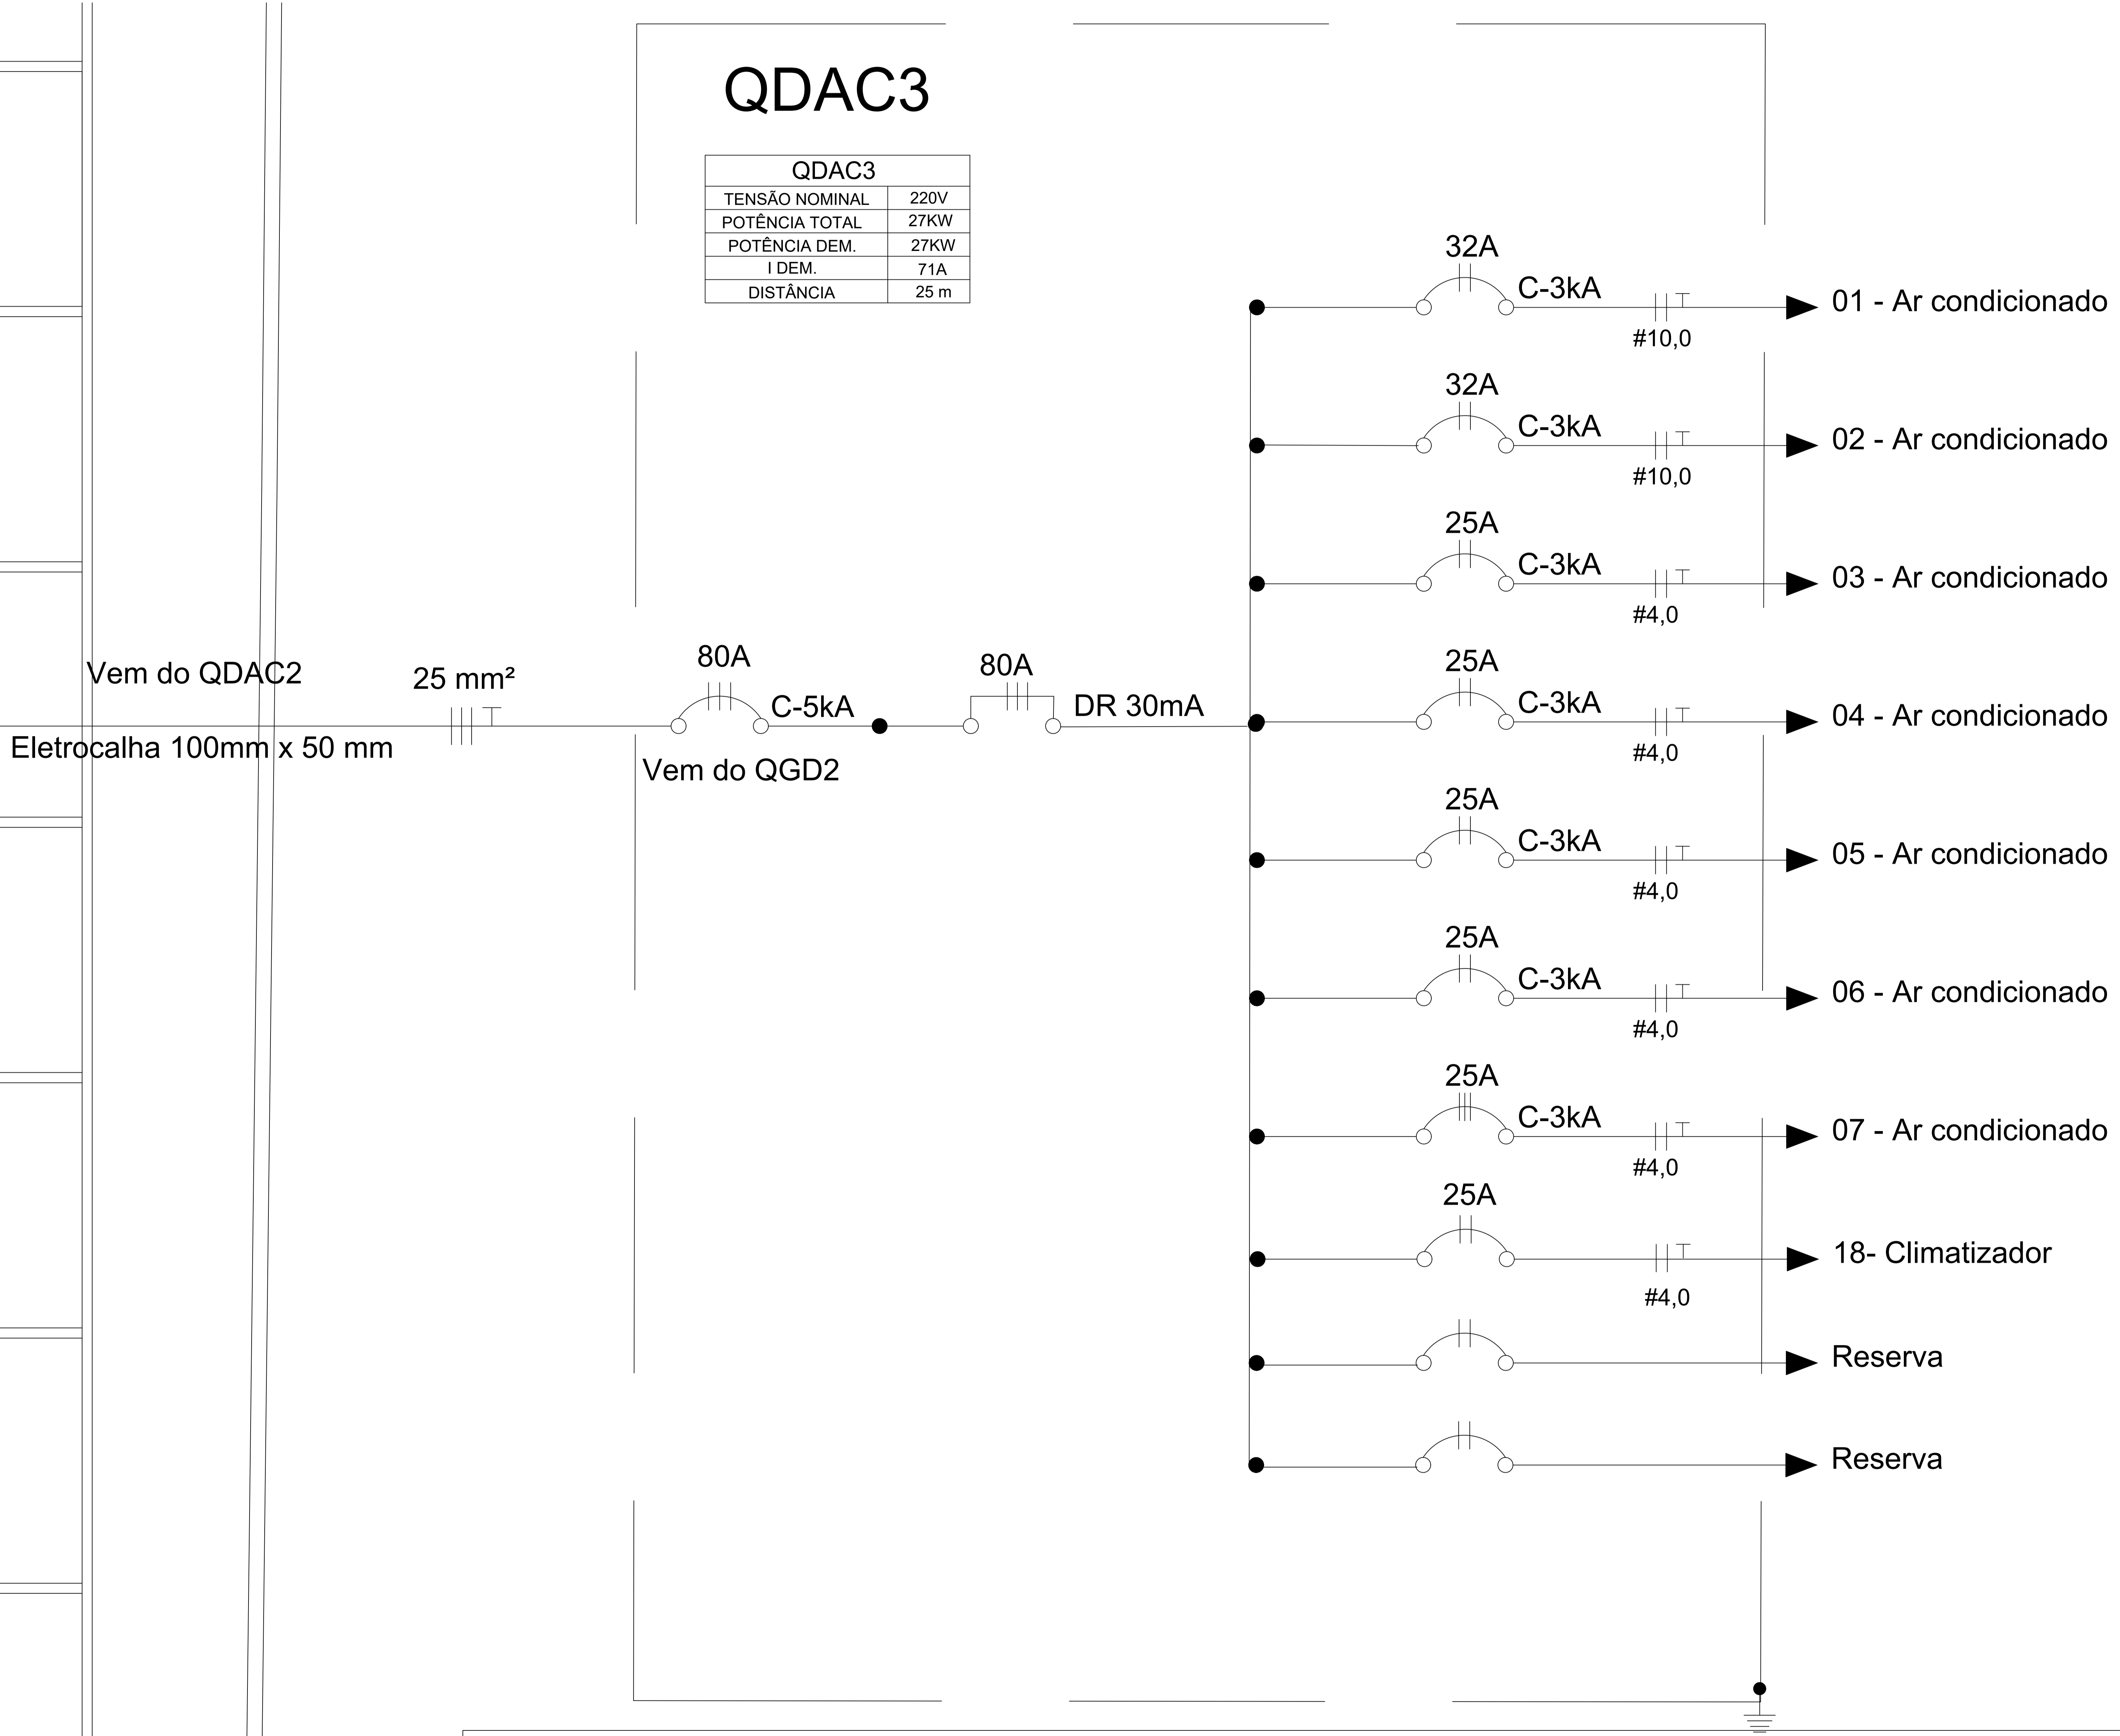 QDAC3
QDAC3
TENSÃO NOMINAL 220V
POTÊNCIA TOTAL 27KW
POTÊNCIA DEM. 27KW
I DEM. 71A
DISTÂNCIA 25 m
Vem do QDAC2
25 mm²
Eletrocalha 100mm x 50 mm
80A
C-5kA
Vem do QGD2
80A
DR 30mA
32A
C-3kA
#10,0
01 - Ar condicionado
32A
C-3kA
#10,0
02 - Ar condicionado
25A
C-3kA
#4,0
03 - Ar condicionado
25A
C-3kA
#4,0
04 - Ar condicionado
25A
C-3kA
#4,0
05 - Ar condicionado
25A
C-3kA
#4,0
06 - Ar condicionado
25A
C-3kA
#4,0
07 - Ar condicionado
25A
#4,0
18- Climatizador
Reserva
Reserva